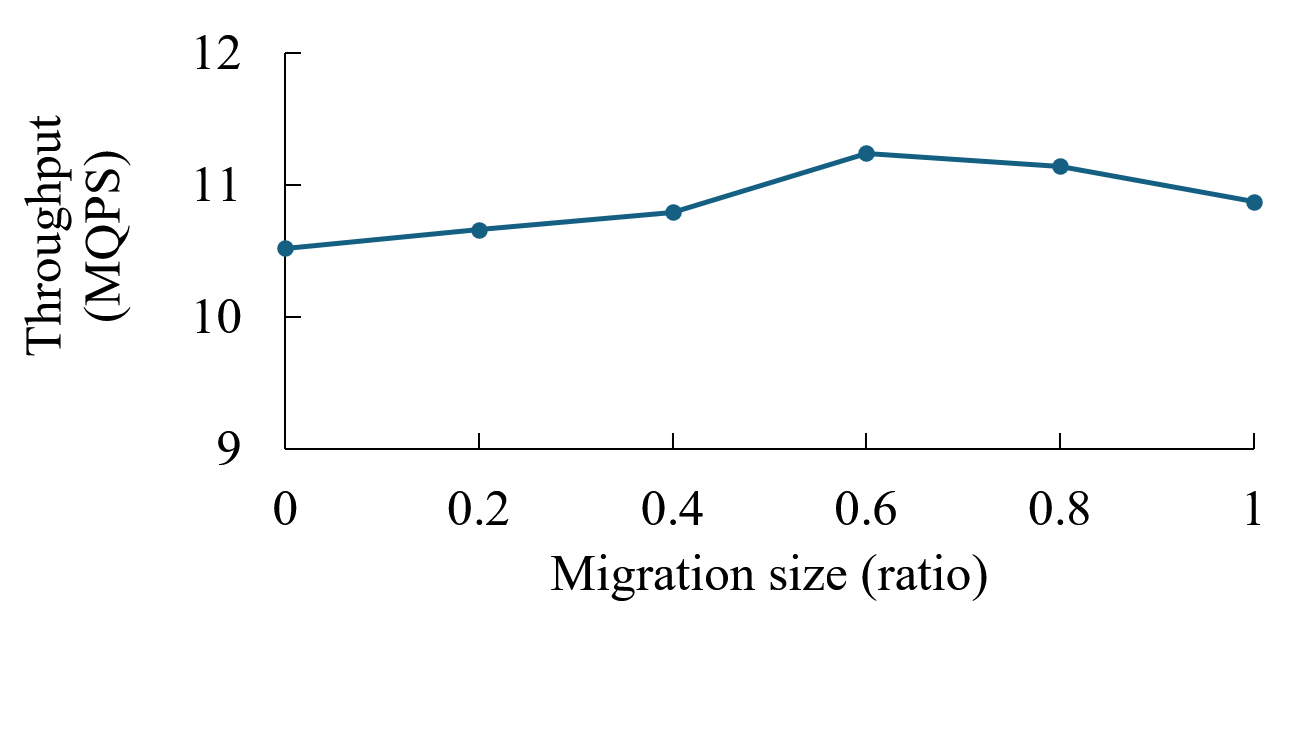 Throughput
(MQPS)
12
11
10
9
0 0.2 0.4 0.6 0.8 1
Migration size (ratio)